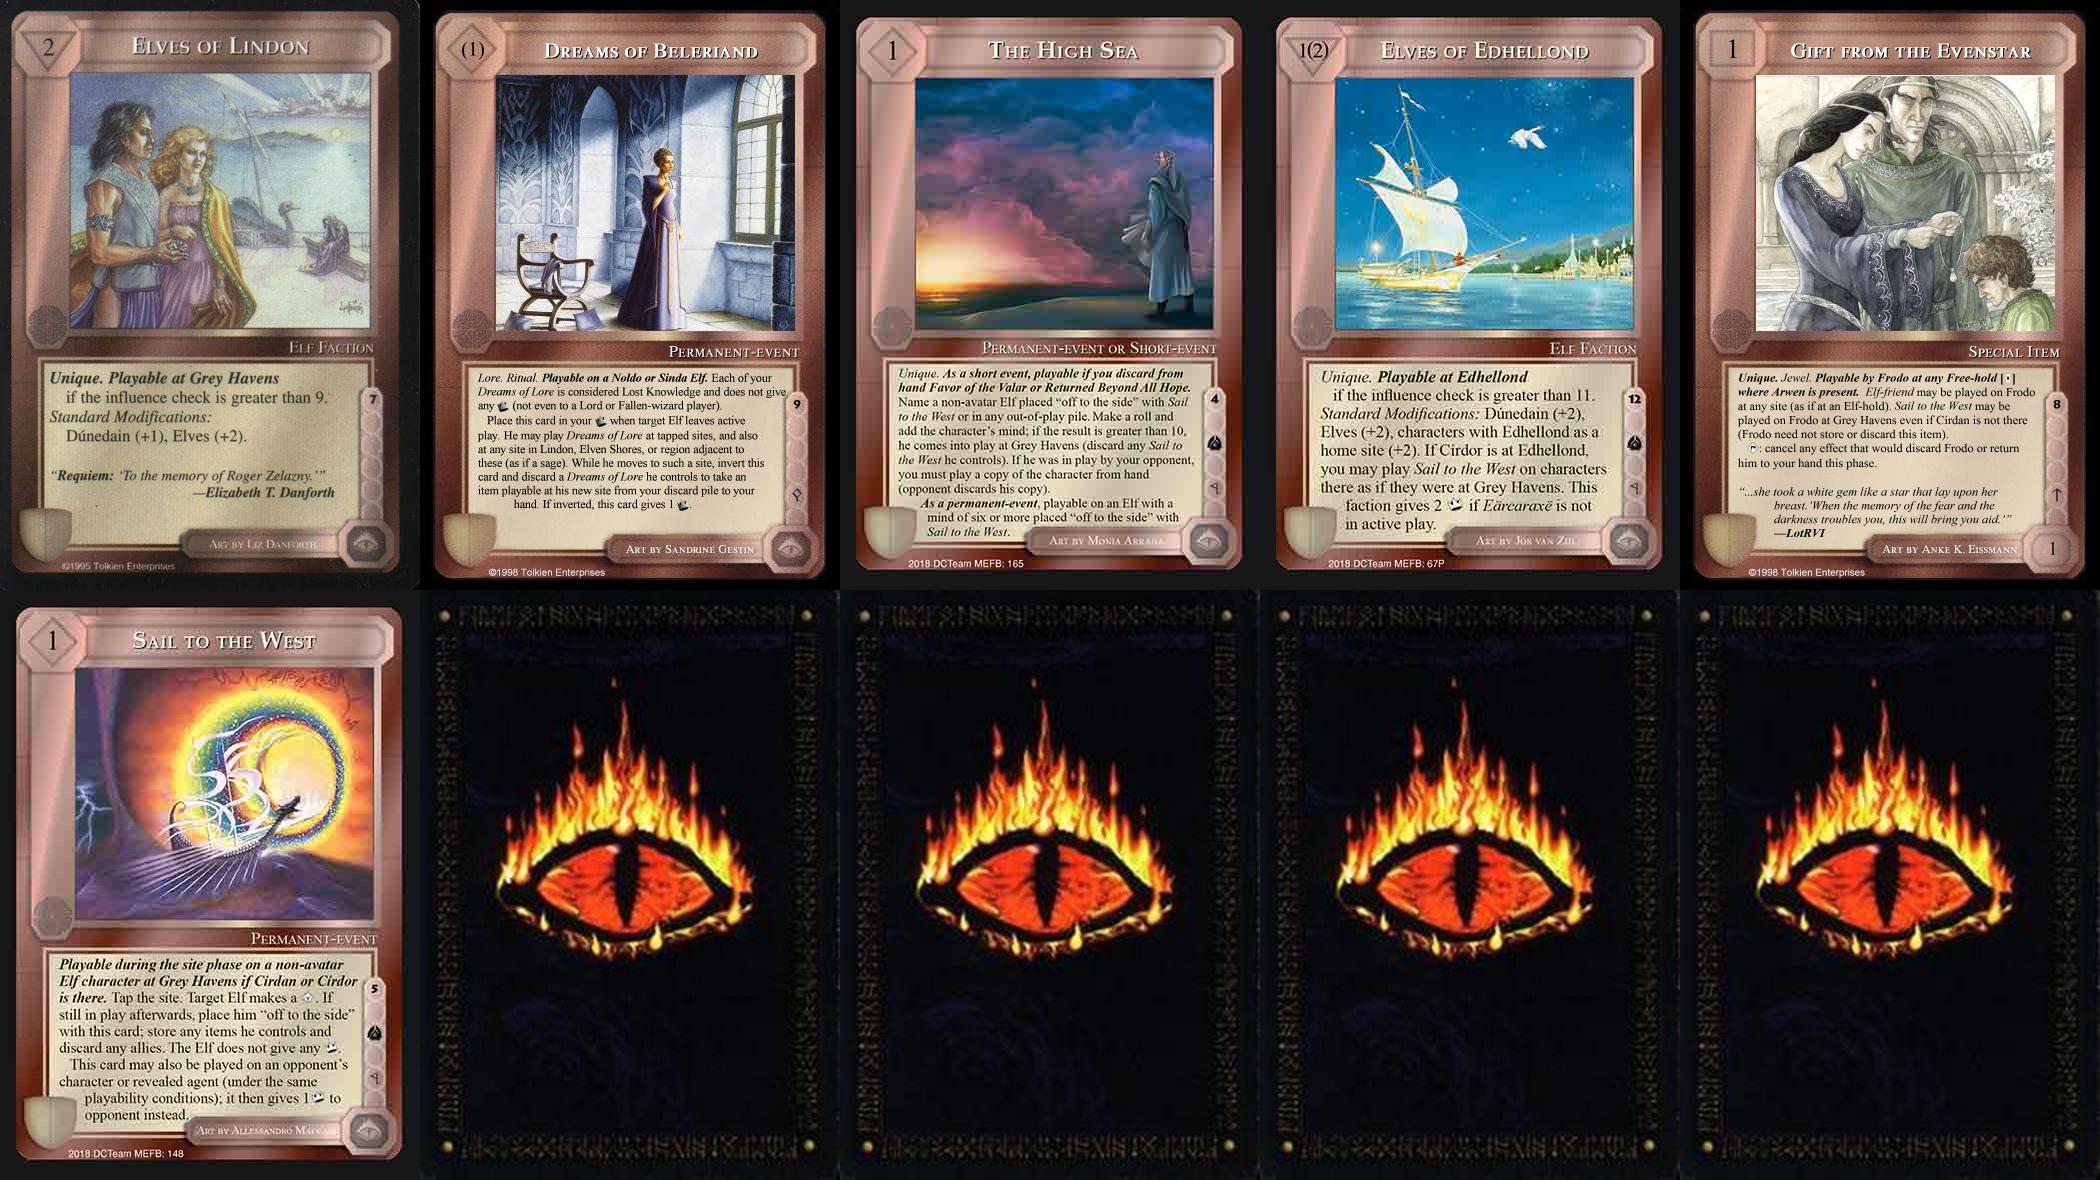 2
ELVES OF LINDON
ELF FACTION
Unique. Playable at Grey Havens
if the influence check is greater than 9.
Standard Modifications:
Dúnedain (+1), Elves (+2).
7
“Requiem: ‘To the memory of Roger Zelazny.’”
—Elizabeth T. Danforth
ART BY LIZ DANFORTH
©1995 Tolkien Enterprises
(1)
DREAMS OF BELERIAND
PERMANENT-EVENT
Lore. Ritual. Playable on a Noldo or Sinda Elf. Each of your
Dreams of Lore is considered Lost Knowledge and does not give
any (not even to a Lord or Fallen-wizard player).
Place this card in your when target Elf leaves active
play. He may play Dreams of Lore at tapped sites, and also
at any site in Lindon, Elven Shores, or region adjacent to
these (as if a sage). While he moves to such a site, invert this
card and discard a Dreams of Lore he controls to take an
item playable at his new site from your discard pile to your
hand. If inverted, this card gives 1 .
9
ART BY SANDRINE GESTIN
©1998 Tolkien Enterprises
1
THE HIGH SEA
PERMANENT-EVENT OR SHORT-EVENT
Unique. As a short event, playable if you discard from
hand Favor of the Valar or Returned Beyond All Hope.
Name a non-avatar Elf placed “off to the side” with Sail
to the West or in any out-of-play pile. Make a roll and
add the character’s mind; if the result is greater than 10,
he comes into play at Grey Havens (discard any Sail to
the West he controls). If he was in play by your opponent,
you must play a copy of the character from hand
(opponent discards his copy).
As a permanent-event, playable on an Elf with a
mind of six or more placed “off to the side” with
Sail to the West.
4
ART BY MONIA
2018 DCTeam MEFB: 165
1(2)
ELVES OF EDHELLOND
ELF FACTION
Unique. Playable at Edhellond
if the influence check is greater than 11.
Standard Modifications: Dúnedain (+2),
Elves (+2), characters with Edhellond as a
home site (+2). If Círdor is at Edhellond,
you may play Sail to the West on characters
there as if they were at Grey Havens. This
faction gives 2 if Eärcaraxë is not
in active play.
12
ART BY JOS VAN
2018 DCTeam MEFB: 67P
1
GIFT FROM THE EVENSTAR
SPECIAL ITEM
Unique. Jewel. Playable by Frodo at any Free-hold [ ]
where Arwen is present. Elf-friend may be played on Frodo
at any site (as if at an Elf-hold). Sail to the West may be
played on Frodo at Grey Havens even if Cirdan is not there
(Frodo need not store or discard this item).
: cancel any effect that would discard Frodo or return
him to your hand this phase.
“...she took a white gem like a star that lay upon her
breast. ‘When the memory of the fear and the
darkness troubles you, this will bring you aid.’”
—LotRVI
8
ART BY ANKE K. EISSMANN
1
©1998 Tolkien Enterprises
1
SAIL TO THE WEST
PERMANENT-EVENT
Playable during the site phase on a non-avatar
Elf character at Grey Havens if Cirdan or Cirdor
is there. Tap the site. Target Elf makes a . If
still in play afterwards, place him “off to the side”
with this card; store any items he controls and
discard any allies. The Elf does not give any .
This card may also be played on an opponent’s
character or revealed agent (under the same
playability conditions); it then gives 1 to
opponent instead.
5
ART BY ALLESSANDRO
2018 DCTeam MEFB: 148